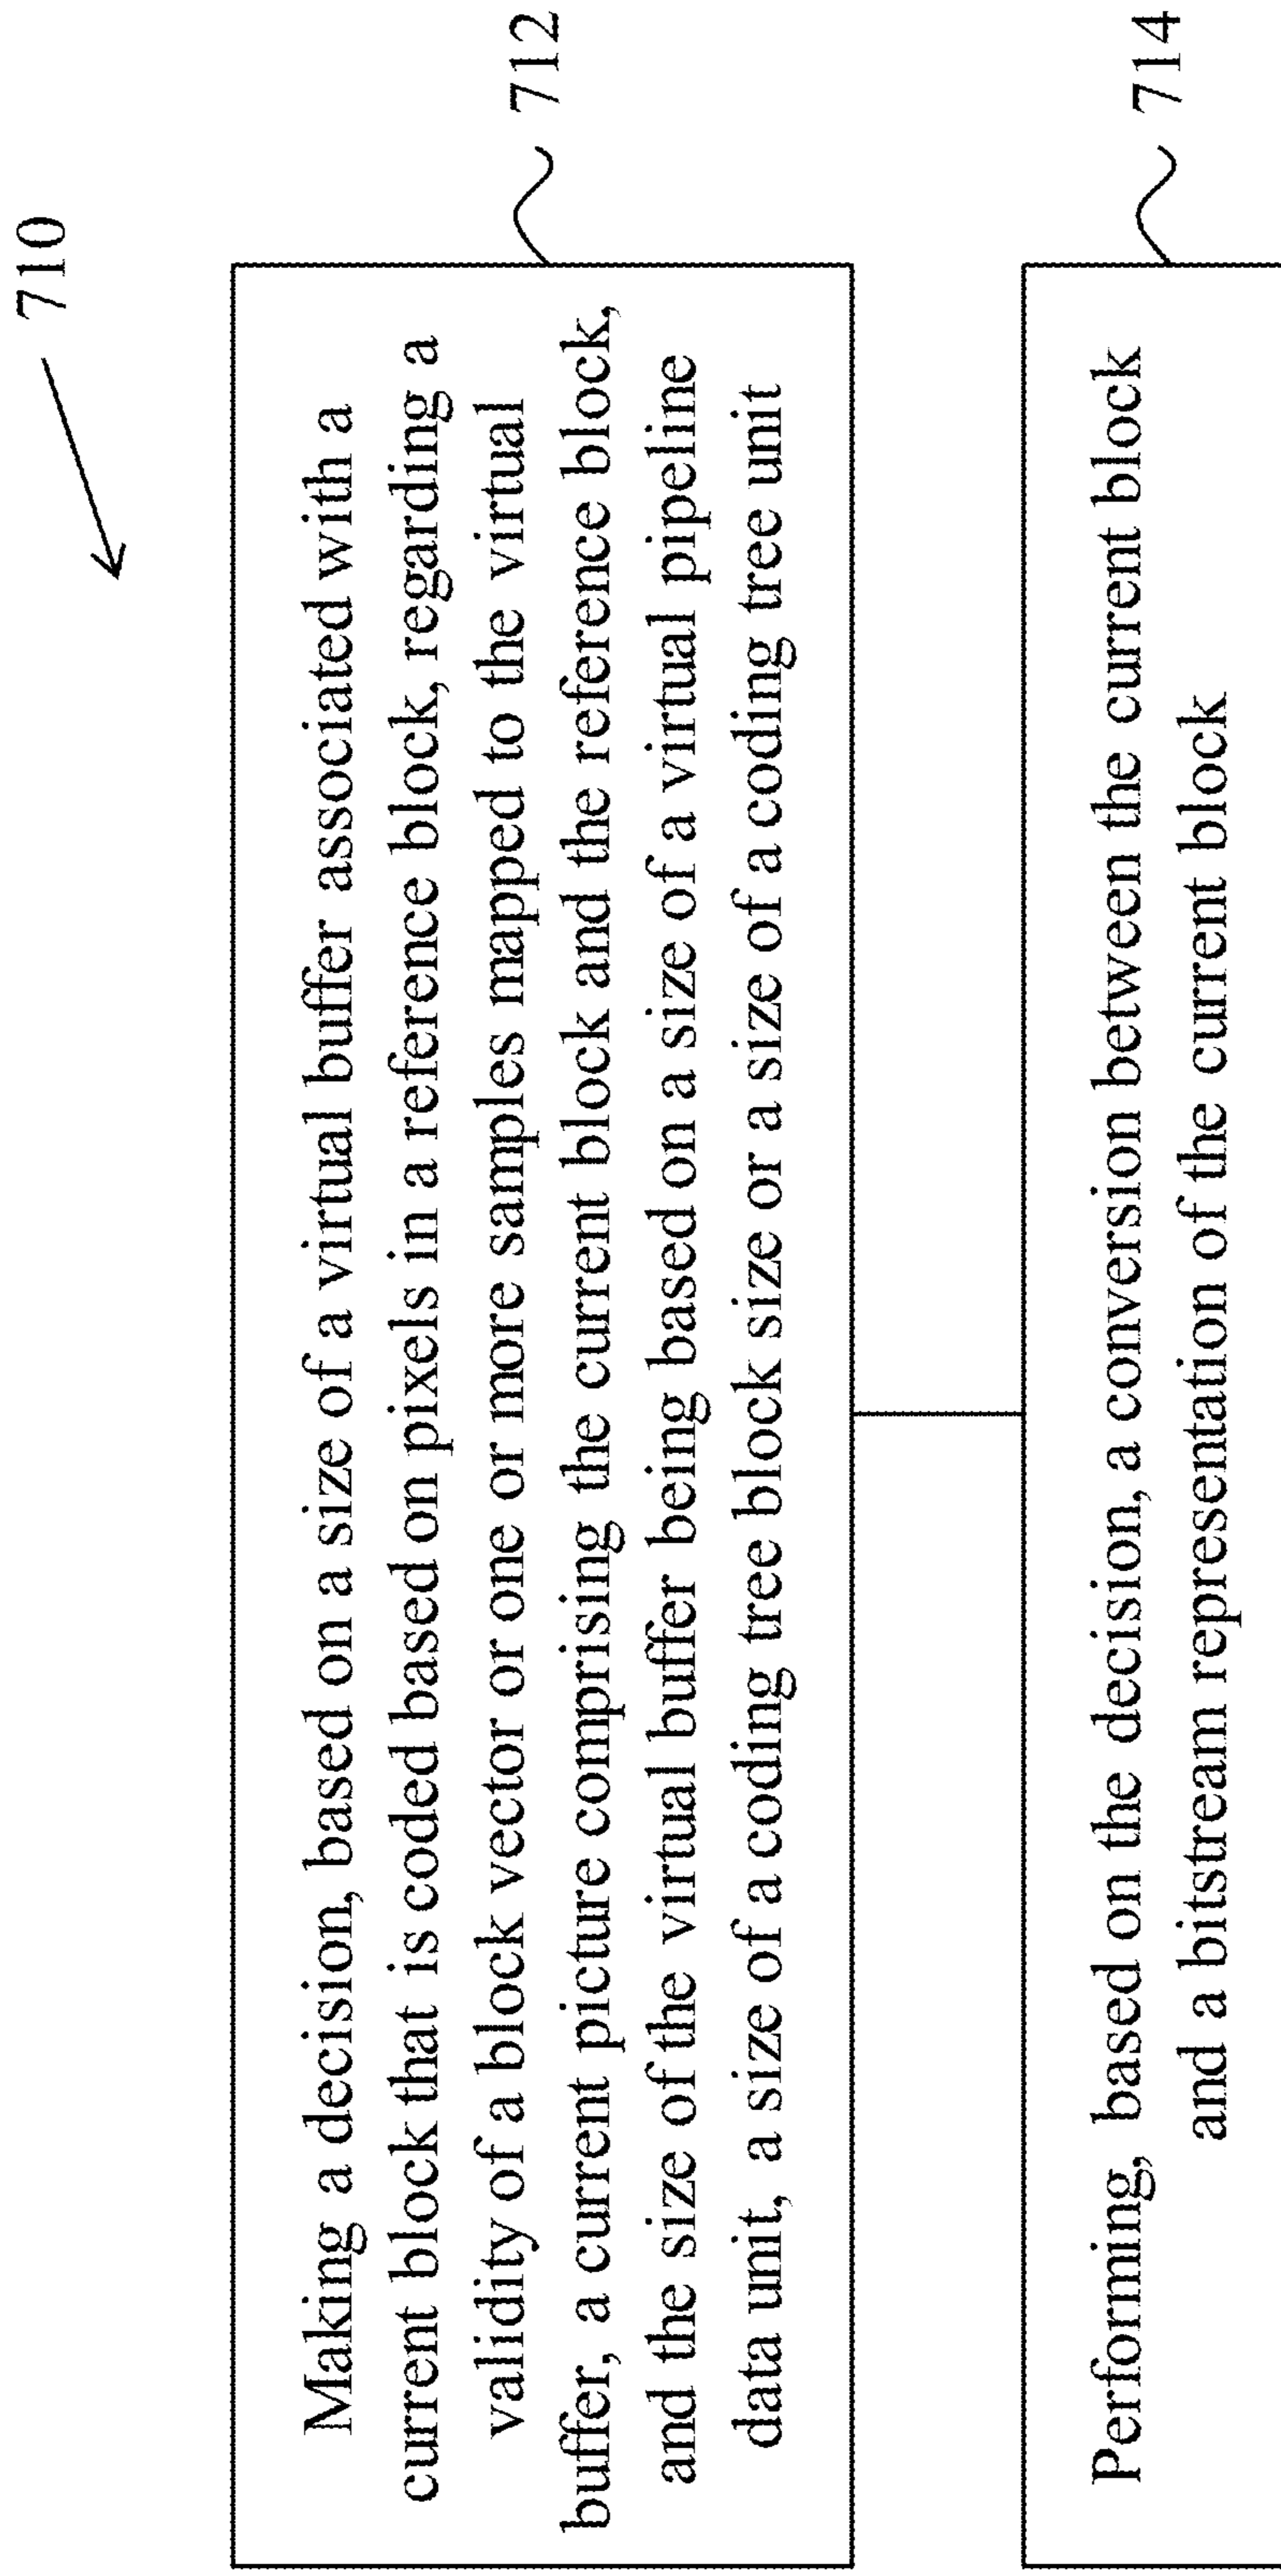 710
Making a decision, based on a size of a virtual buffer associated with a
current block that is coded based on pixels in a reference block, regarding a
validity of a block vector or one or more samples mapped to the virtual
buffer, a current picture comprising the current block and the reference block,
and the size of the virtual buffer being based on a size of a virtual pipeline
data unit, a size of a coding tree block size or a size of a coding tree unit
712
Performing, based on the decision, a conversion between the current block
and a bitstream representation of the current block
714